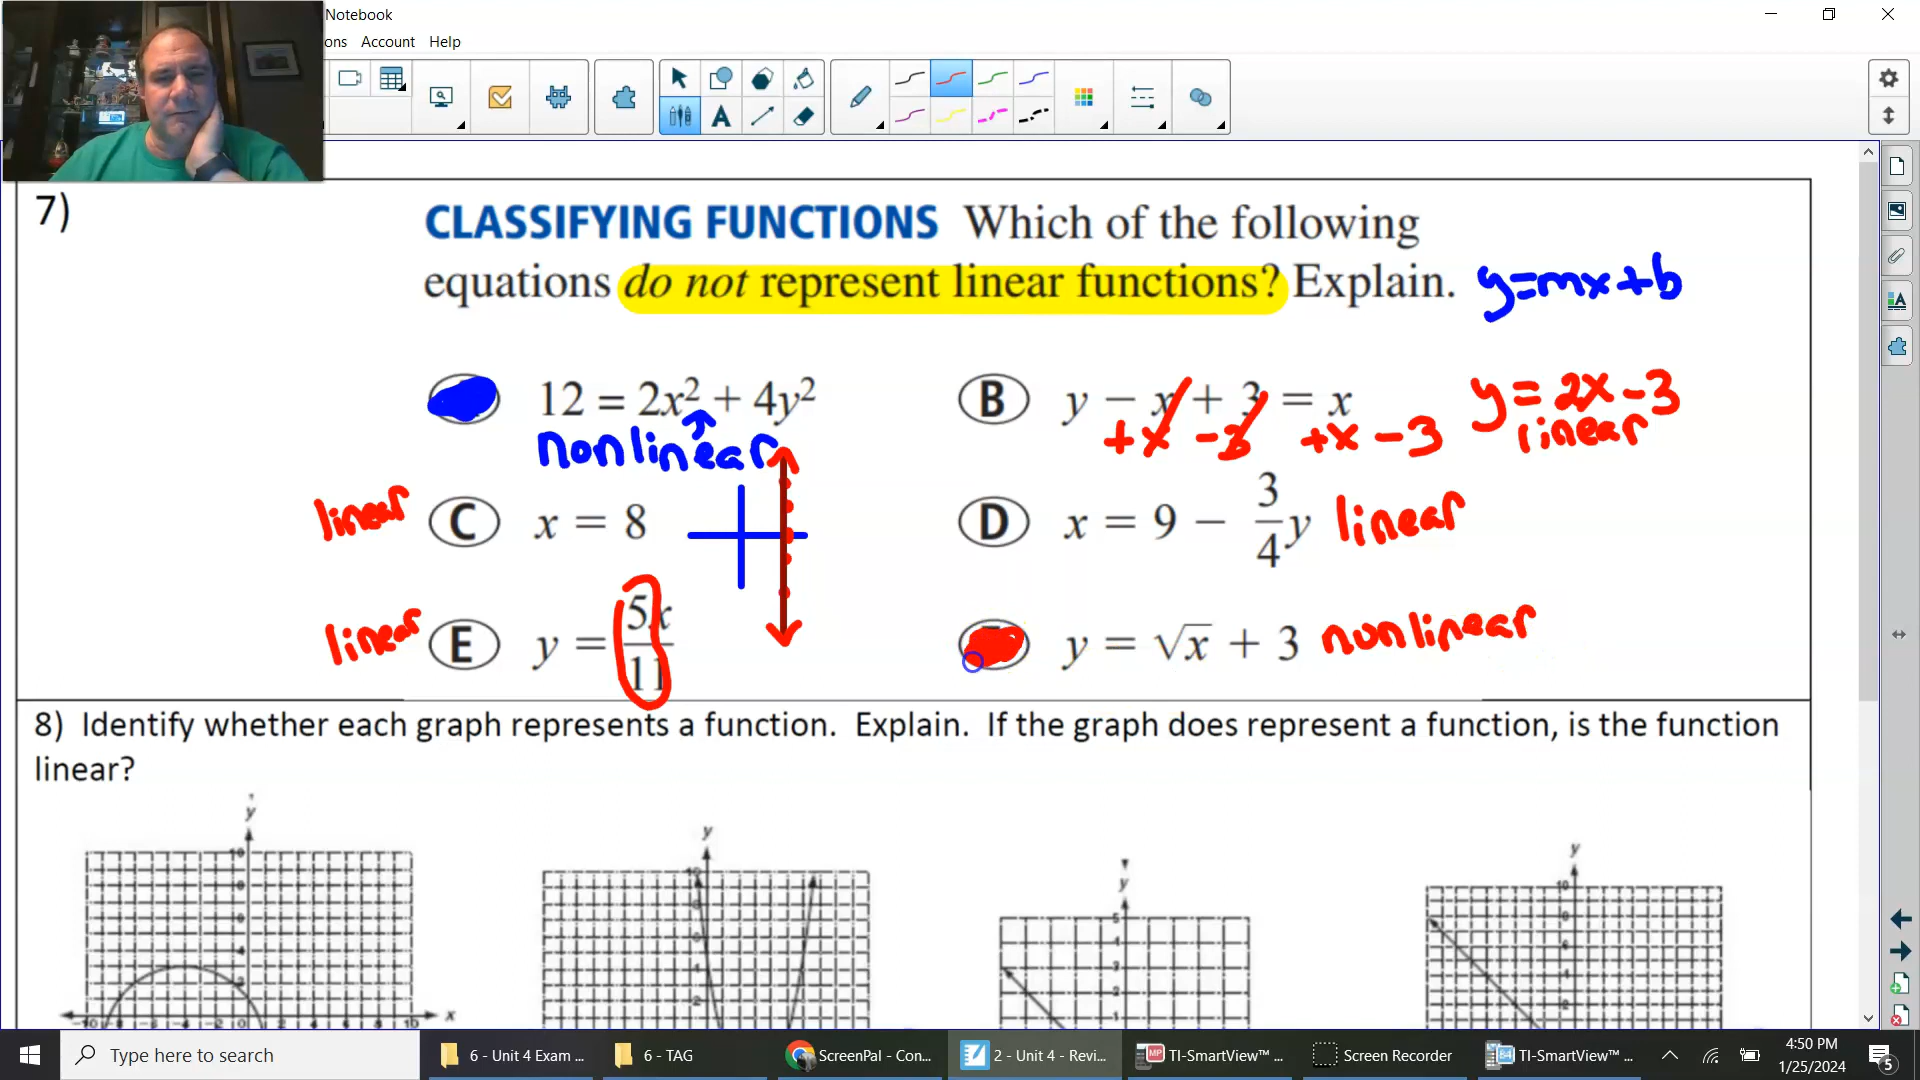 Notebook
ons Account Help
7)
CLASSIFYING FUNCTIONS Which of the following
equations do not represent linear functions? Explain. y=mx+b
12 = 2x² + 4y²
nonlinear
B y − x + 3 = x
+x −3 +x −3
y = 2x −3
linear
linear C x = 8
D x = 9 − 3/4 y linear
linear E y = 5x/11
y = √x + 3 nonlinear
8) Identify whether each graph represents a function. Explain. If the graph does represent a function, is the function
linear?
y
y
y
y
x
Type here to search
6 - Unit 4 Exam ...
6 - TAG
ScreenPal - Con...
2 - Unit 4 - Revi...
TI-SmartView™ ...
Screen Recorder
TI-SmartView™ ...
4:50 PM
1/25/2024
5